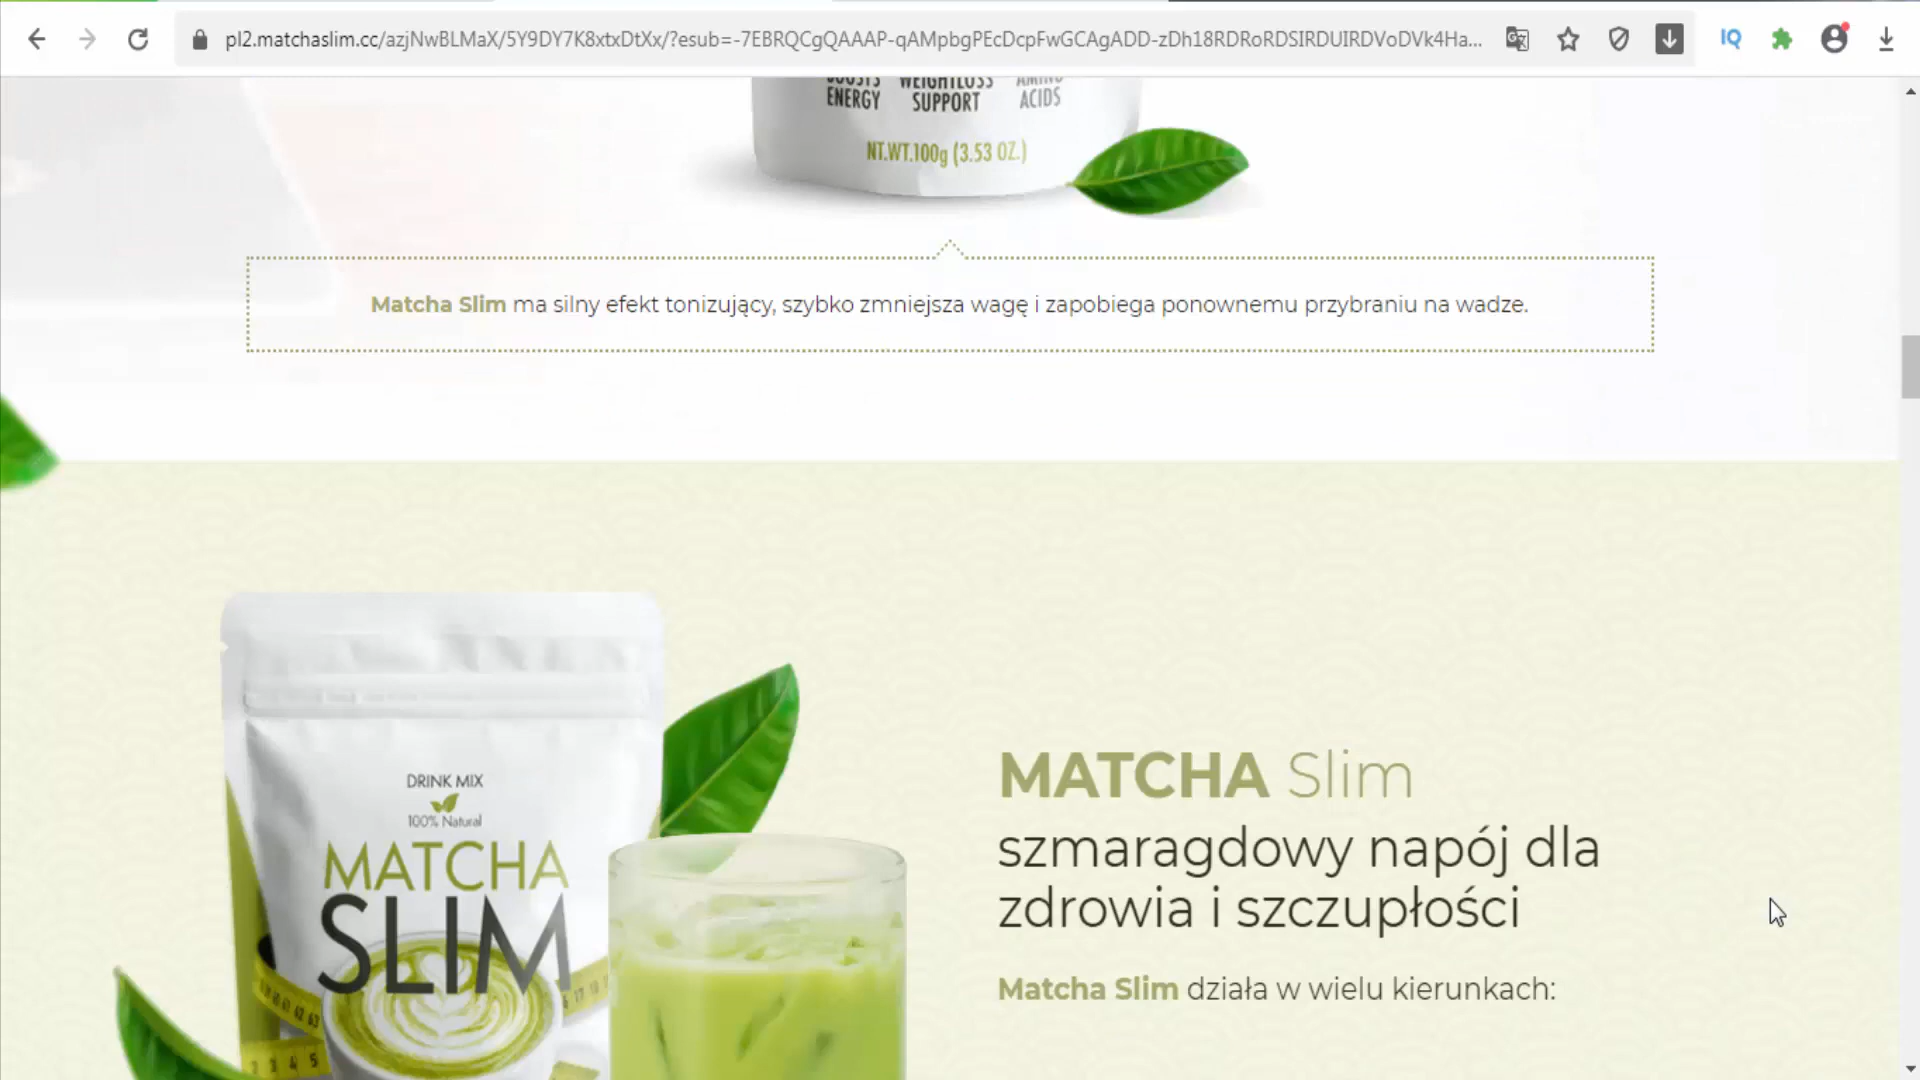 pl2.matchaslim.cc/azjNwBLMaX/5Y9DY7K8xtxDtXx/?esub=-7EBRQCgQAAAP-qAMpbgPEcDcpFwGCAgADD-zDh18RDRoRDSIRDUIRDVoDVk4Ha...
IQ
BOOSTS WEIGHTLOSS AMINO
ENERGY SUPPORT ACIDS
NT.WT.100g (3.53 OZ.)
Matcha Slim ma silny efekt tonizujący, szybko zmniejsza wagę i zapobiega ponownemu przybraniu na wadze.
DRINK MIX
100% Natural
MATCHA
SLIM
MATCHA Slim
szmaragdowy napój dla
zdrowia i szczupłości
Matcha Slim działa w wielu kierunkach: